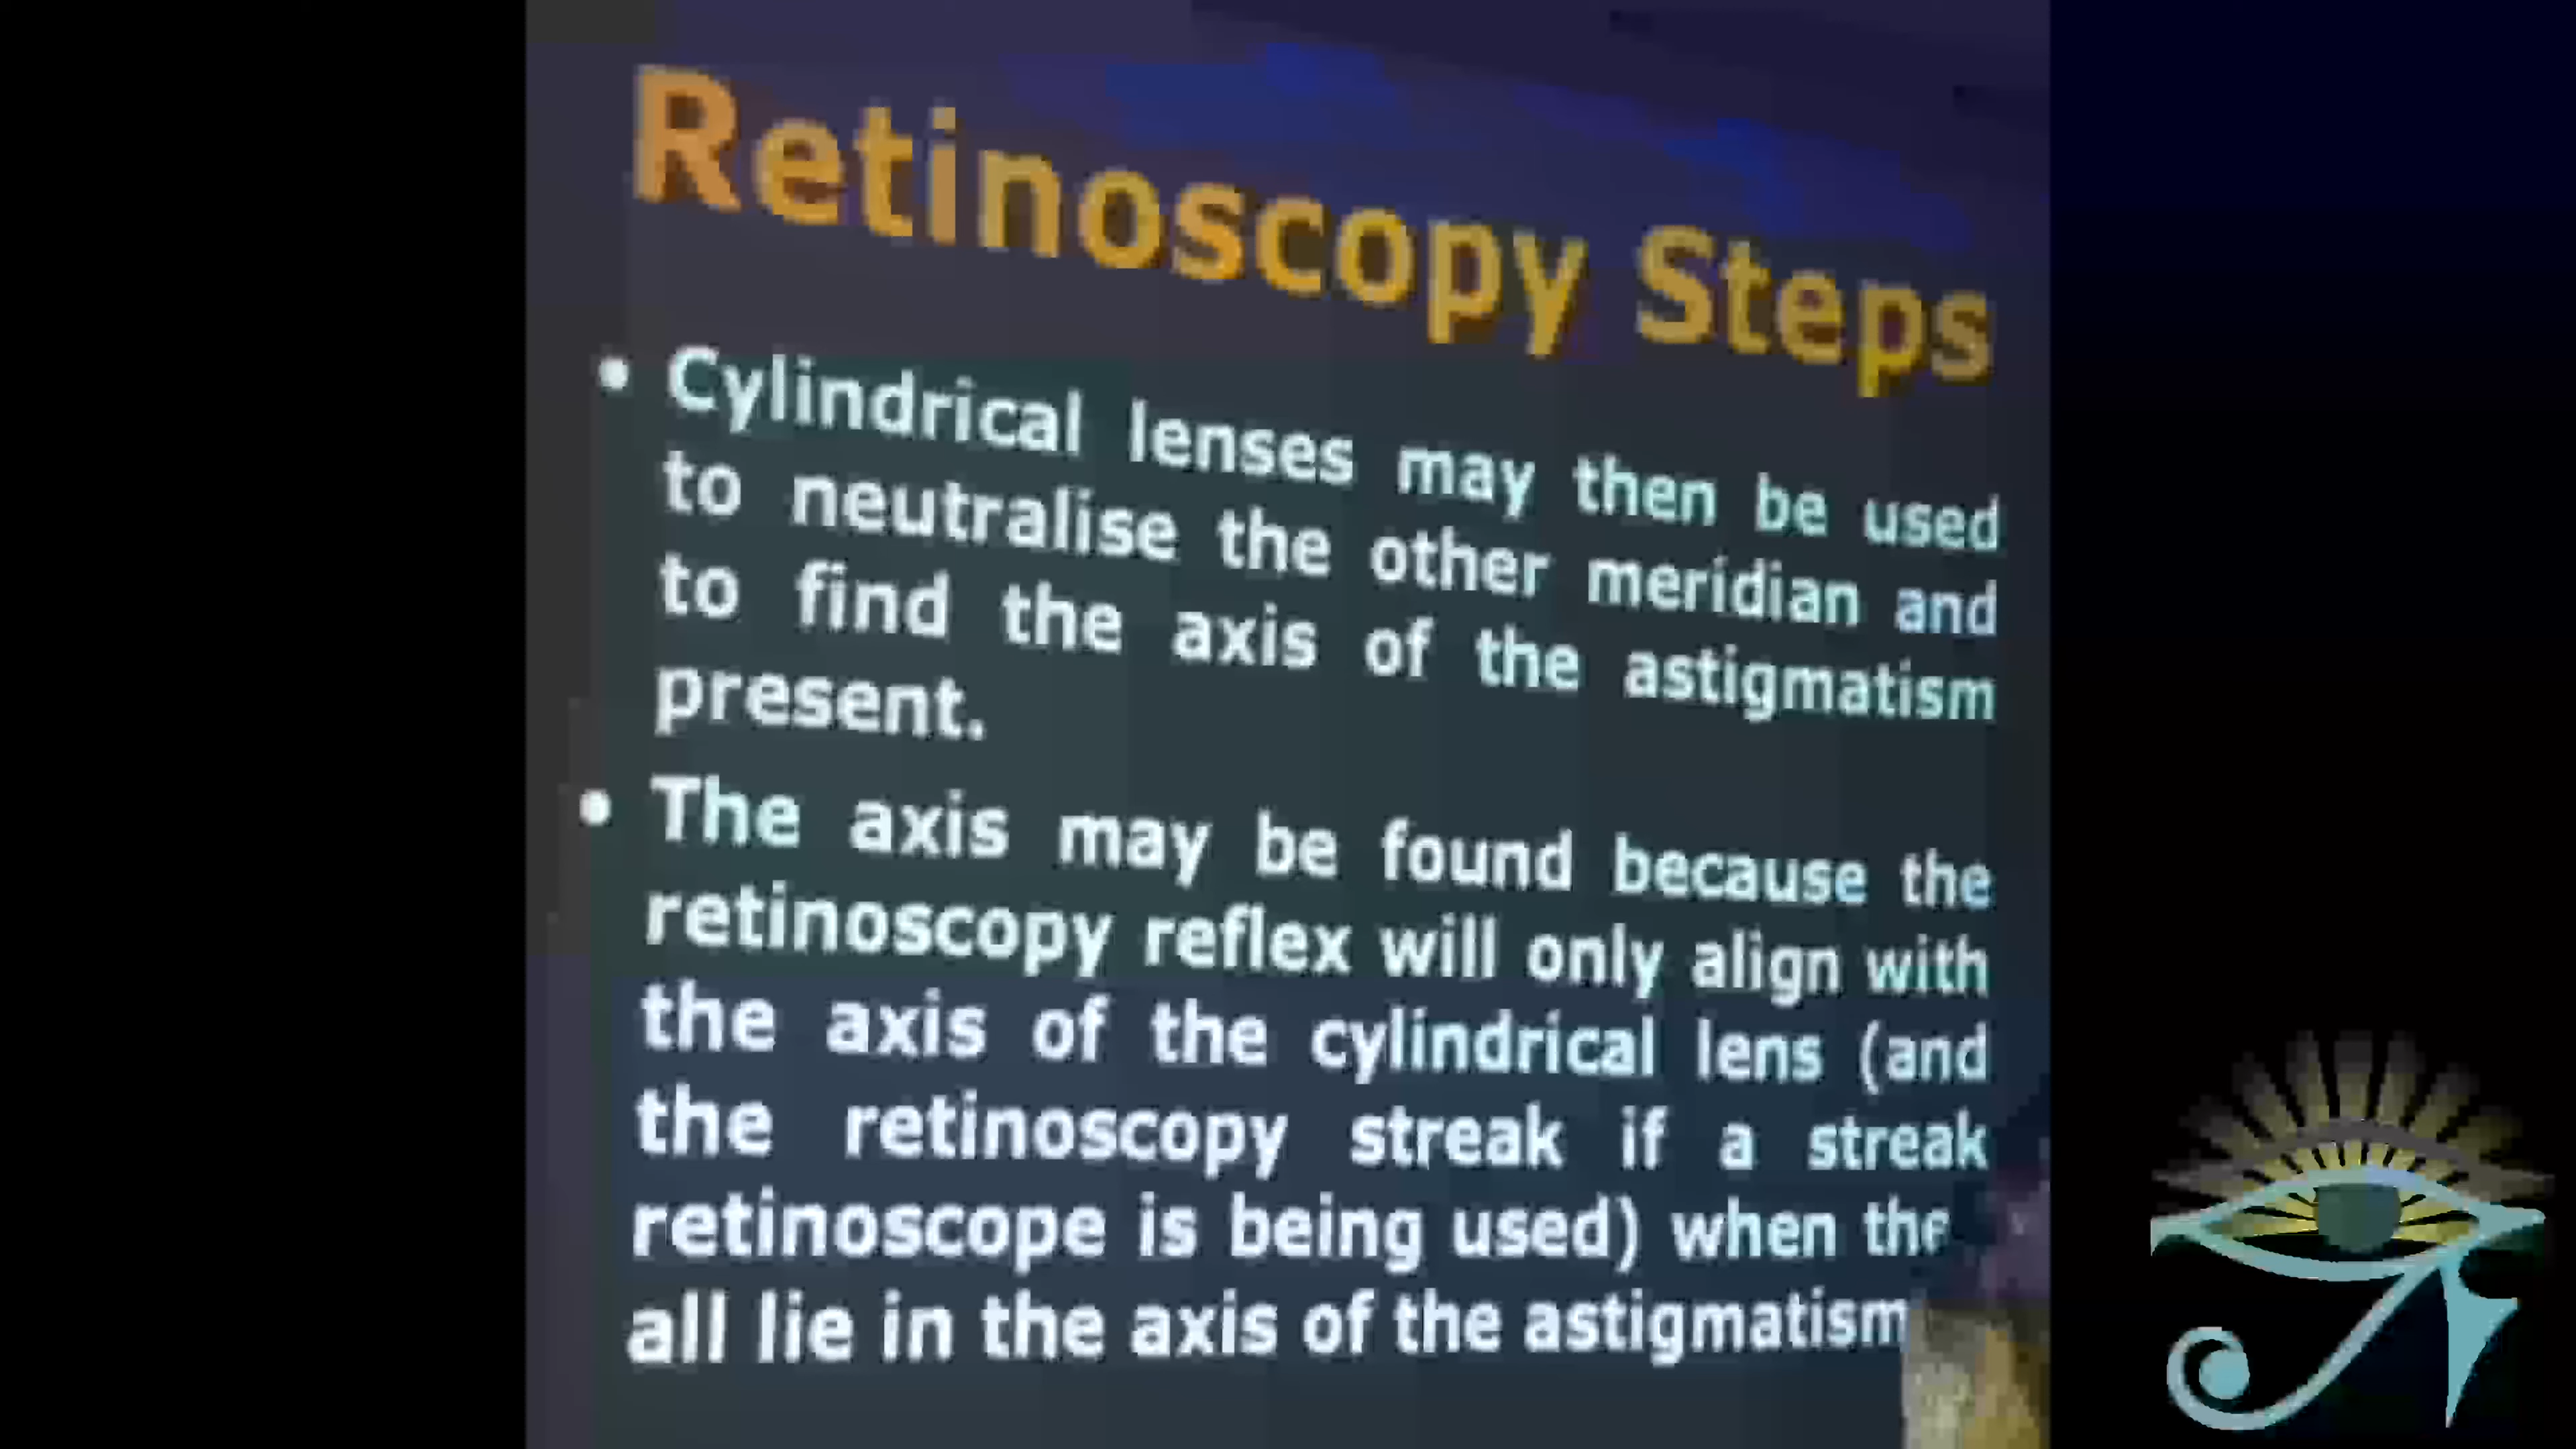 Retinoscopy Steps
• Cylindrical lenses may then be used
to neutralise the other meridian and
to find the axis of the astigmatism
present.
• The axis may be found because the
retinoscopy reflex will only align with
the axis of the cylindrical lens (and
the retinoscopy streak if a streak
retinoscope is being used) when the
all lie in the axis of the astigmatism